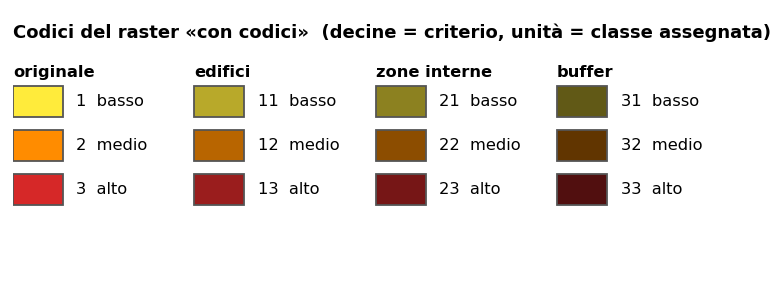 Codici del raster «con codici»  (decine = criterio, unità = classe assegnata)
originale  edifici  zone interne  buffer
1  basso  11  basso  21  basso  31  basso
2  medio  12  medio  22  medio  32  medio
3  alto  13  alto  23  alto  33  alto